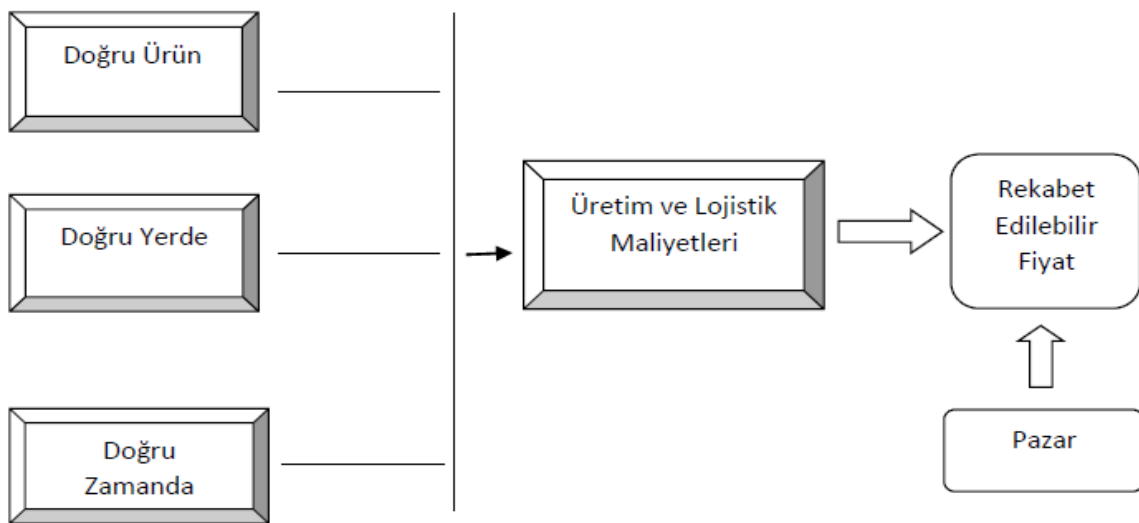 Doğru Ürün
Doğru Yerde
Doğru
Zamanda
Üretim ve Lojistik
Maliyetleri
Rekabet
Edilebilir
Fiyat
Pazar